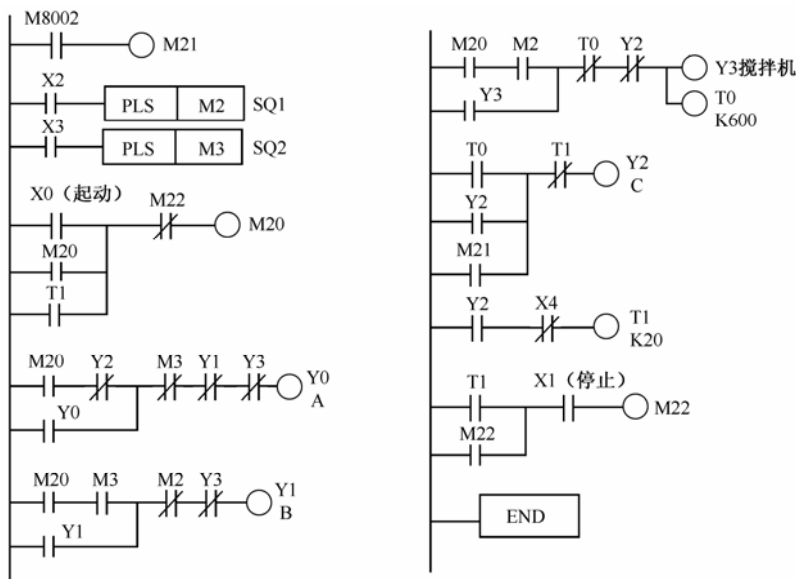 M8002
M21
X2
PLS M2 SQ1
X3
PLS M3 SQ2
X0（起动） M22
M20
M20
T1
M20 Y2 M3 Y1 Y3 Y0
A
Y0
M20 M3 M2 Y3 Y1
B
Y1
M20 M2 T0 Y2
Y3搅拌机
Y3
T0
K600
T0 T1 Y2
C
Y2
M21
Y2 X4 T1
K20
T1 X1（停止）
M22
M22
END